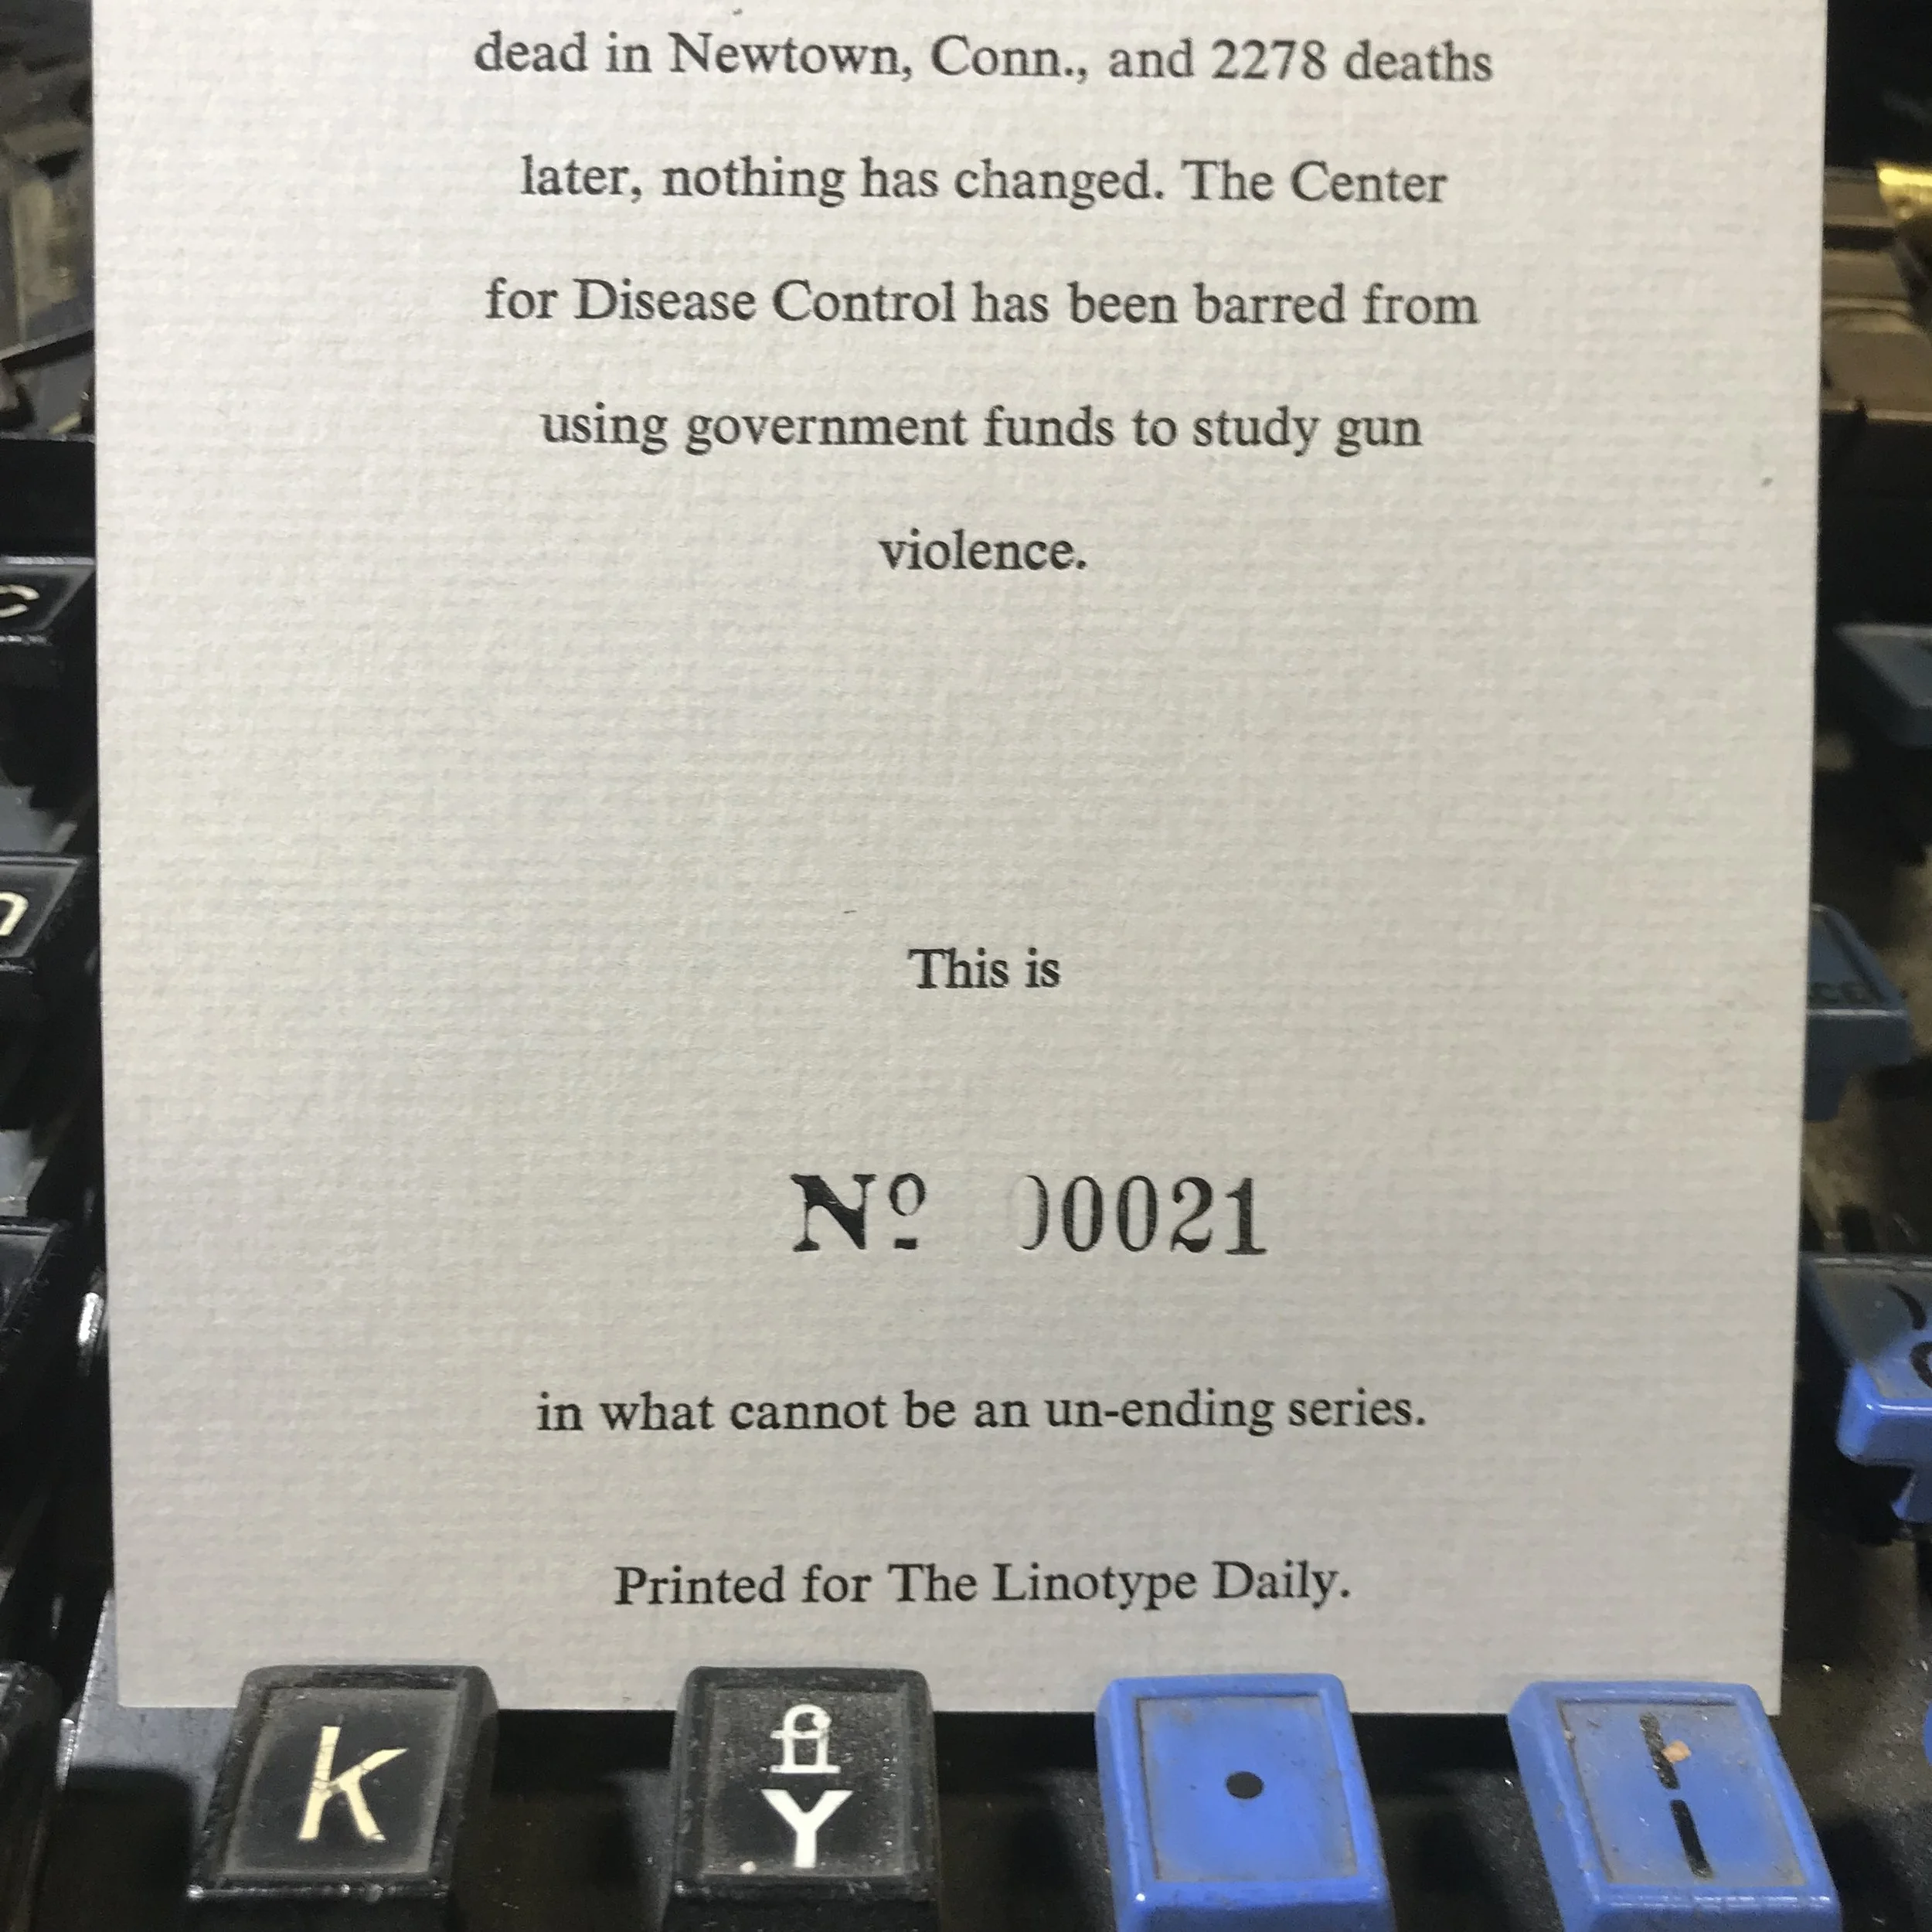 dead in Newtown, Conn., and 2278 deaths
later, nothing has changed. The Center
for Disease Control has been barred from
using government funds to study gun
violence.
This is
Nº 00021
in what cannot be an un-ending series.
Printed for The Linotype Daily.
c
n
k
fi
Y